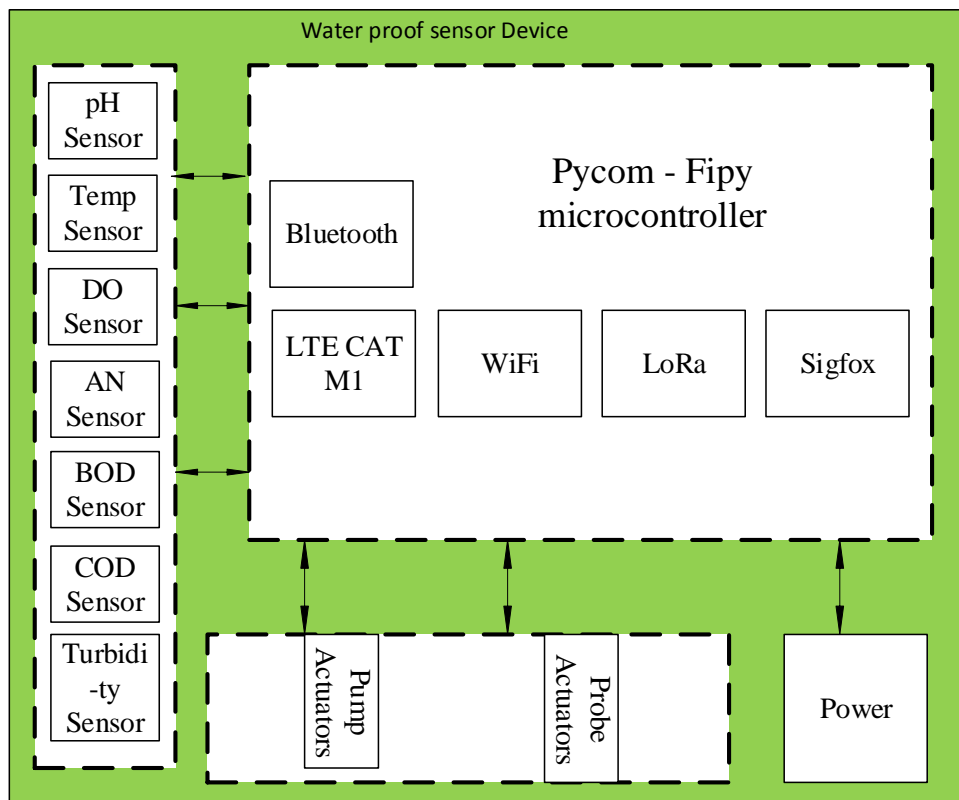 Water proof sensor Device
pH
Sensor
Temp
Sensor
DO
Sensor
AN
Sensor
BOD
Sensor
COD
Sensor
Turbidi
-ty
Sensor
Pycom - Fipy
microcontroller
Bluetooth
LTE CAT
M1
WiFi
LoRa
Sigfox
Pump
Actuators
Probe
Actuators
Power